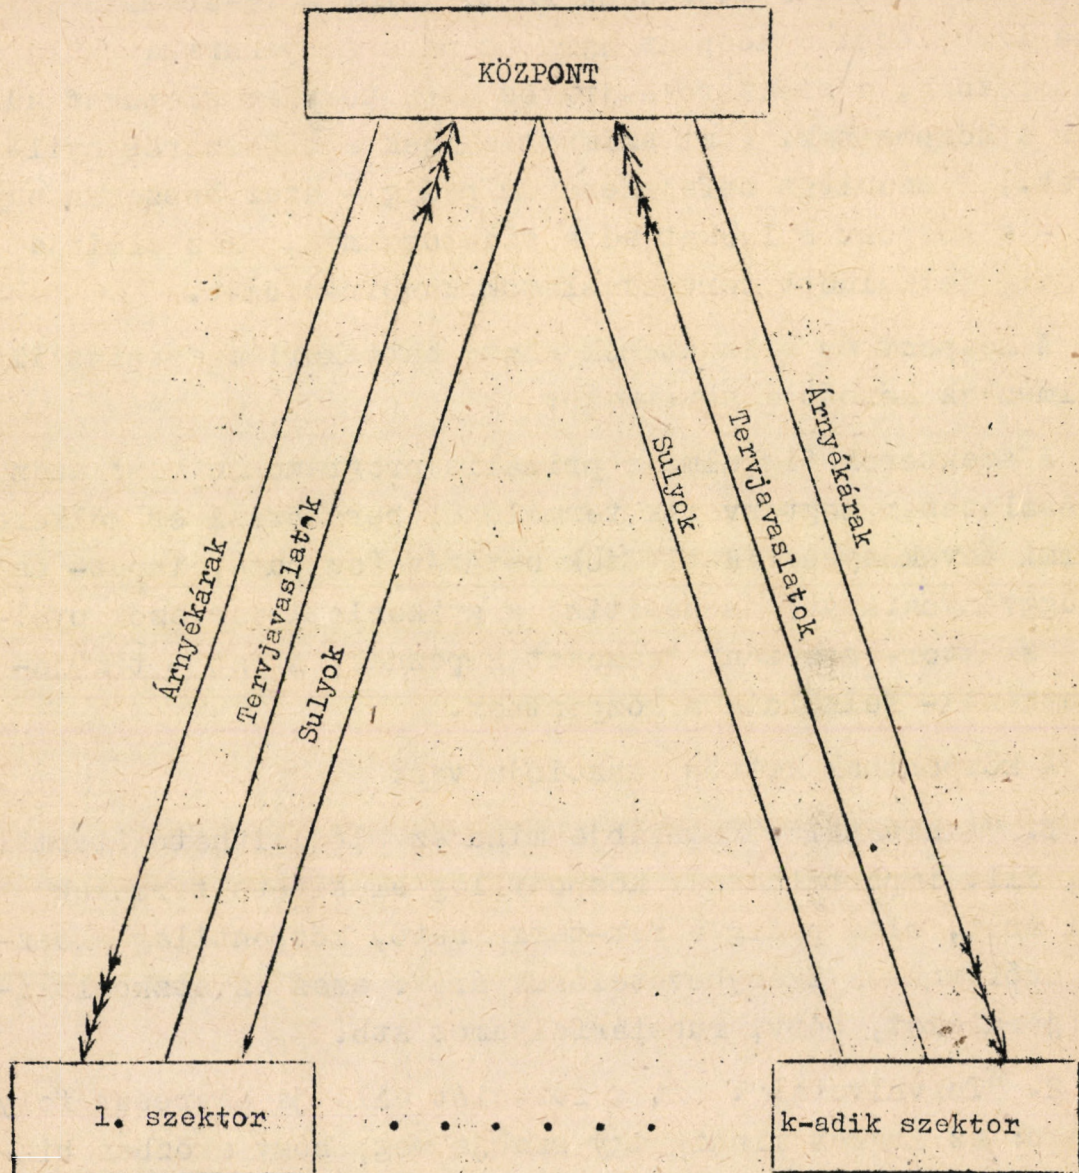 KÖZPONT
Árnyékárak
Tervjavaslatok
Sulyok
Sulyok
Tervjavaslatok
Árnyékárak
1. szektor
. . . . . .
k-adik szektor